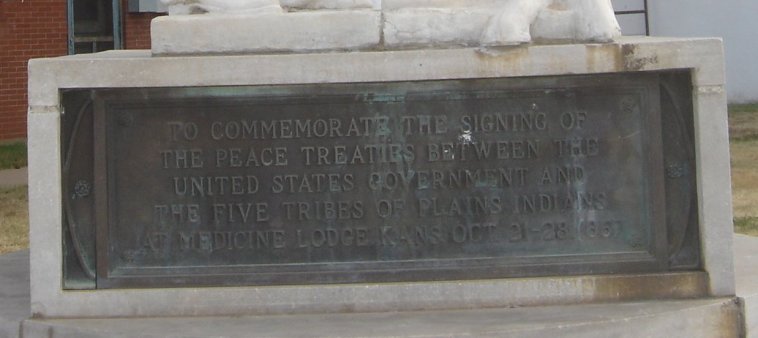 TO COMMEMORATE THE SIGNING OF
THE PEACE TREATIES BETWEEN THE
UNITED STATES GOVERNMENT AND
THE FIVE TRIBES OF PLAINS INDIANS
AT MEDICINE LODGE KANS OCT 21-28 1867